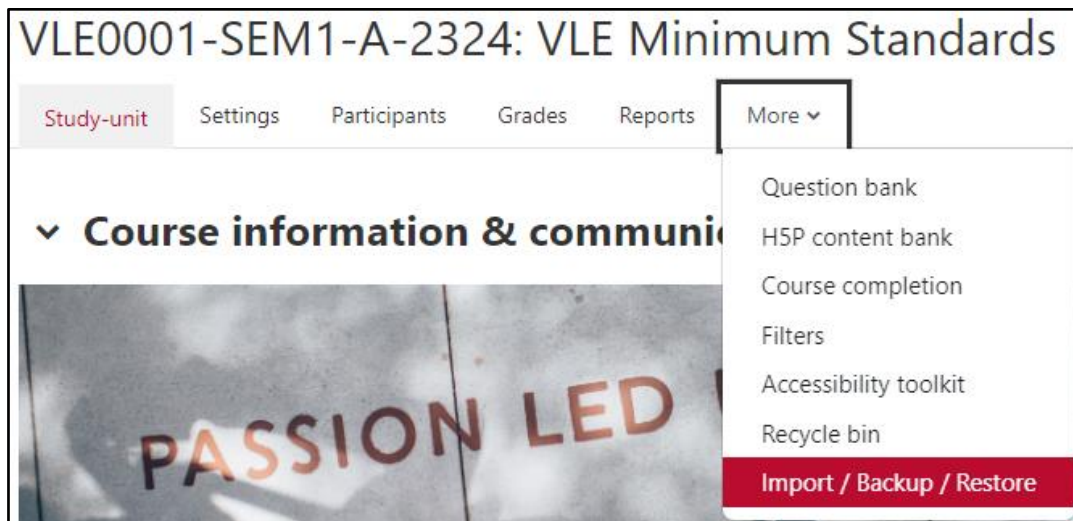 VLE0001-SEM1-A-2324: VLE Minimum Standards
Study-unit Settings Participants Grades Reports More
Question bank
H5P content bank
Course completion
Filters
Accessibility toolkit
Recycle bin
Import / Backup / Restore
Course information &
PASSION LED